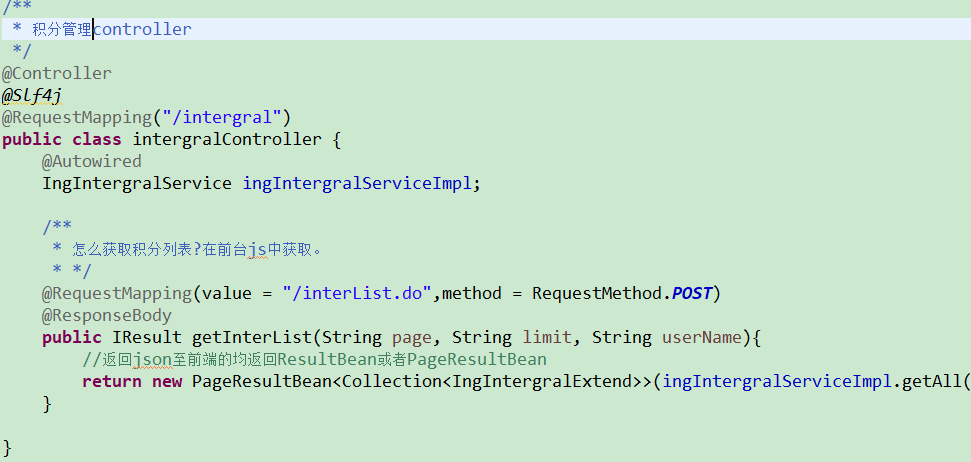 /**
 * 积分管理controller
 */
@Controller
@Slf4j
@RequestMapping("/intergral")
public class intergralController {
    @Autowired
    IngIntergralService ingIntergralServiceImpl;
    /**
     * 怎么获取积分列表?在前台js中获取。
     * */
    @RequestMapping(value = "/interList.do",method = RequestMethod.POST)
    @ResponseBody
    public IResult getInterList(String page, String limit, String userName){
        //返回json至前端的均返回ResultBean或者PageResultBean
        return new PageResultBean<Collection<IngIntergralExtend>>(ingIntergralServiceImpl.getAll(
    }
}